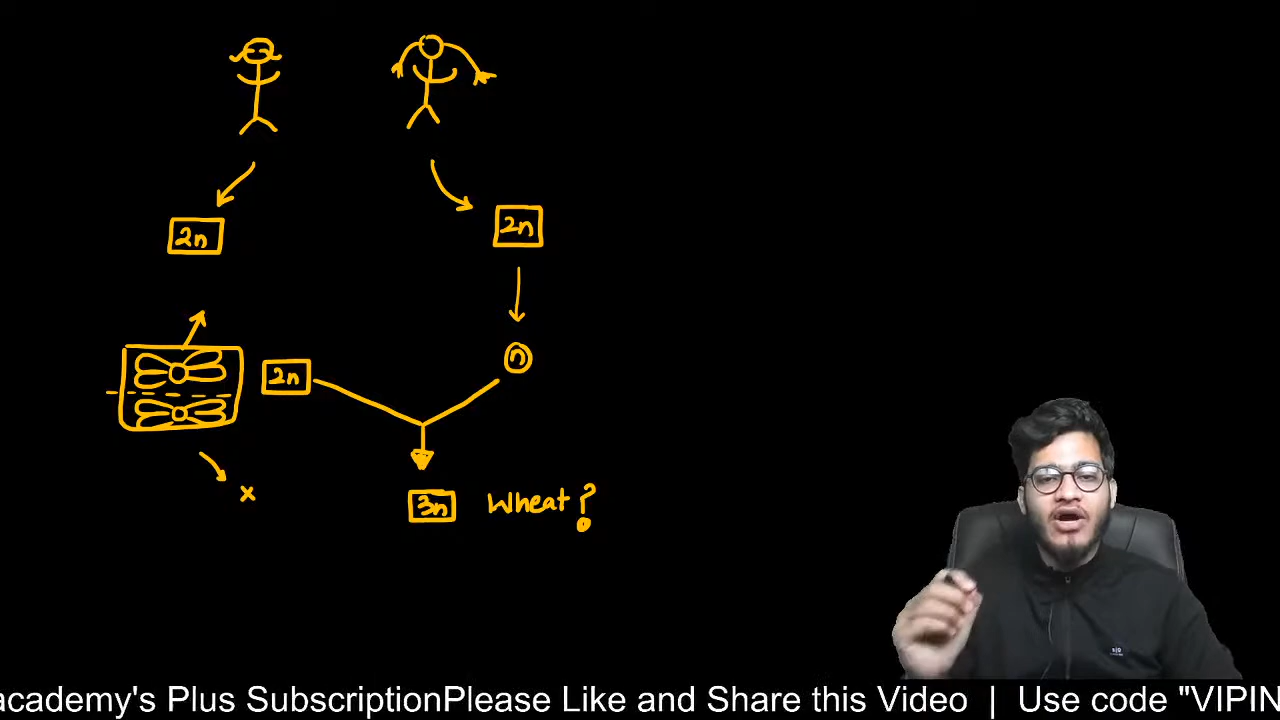 2n
2n
n
2n
x
3n Wheat?
academy's Plus SubscriptionPlease Like and Share this Video | Use code "VIPIN